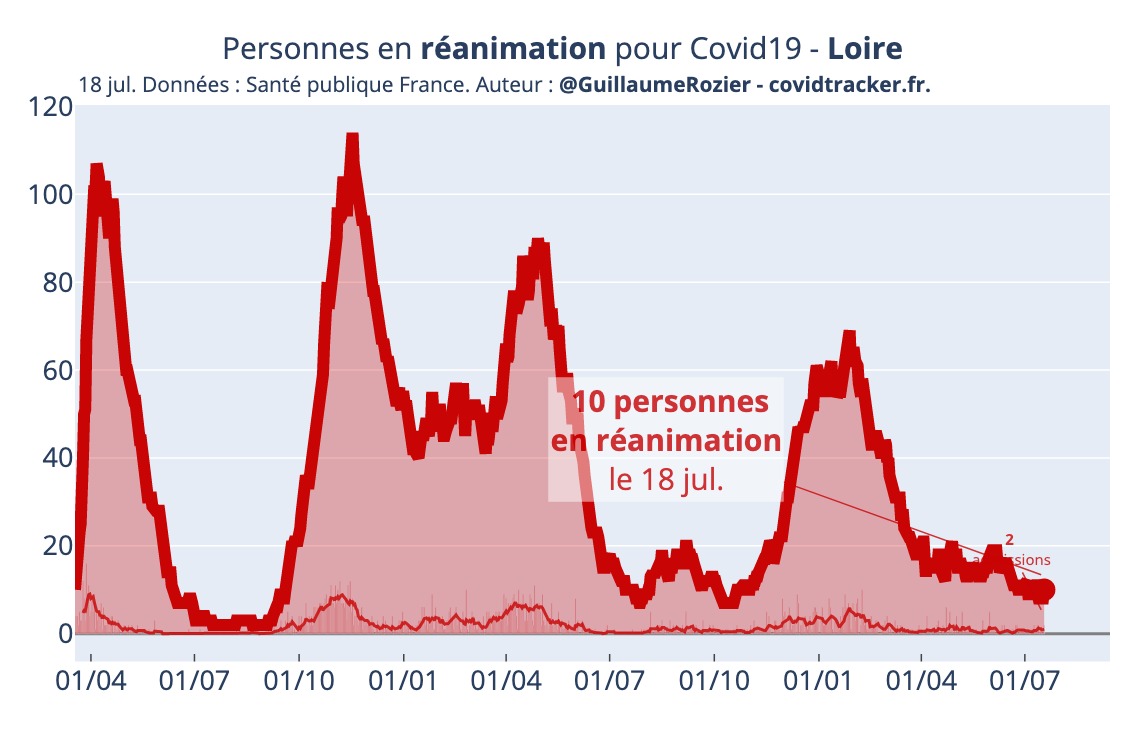 Personnes en réanimation pour Covid19 - Loire
18 jul. Données : Santé publique France. Auteur : @GuillaumeRozier - covidtracker.fr.
120
100
80
60
40
20
0
10 personnes
en réanimation
le 18 jul.
2
admissions
01/04 01/07 01/10 01/01 01/04 01/07 01/10 01/01 01/04 01/07